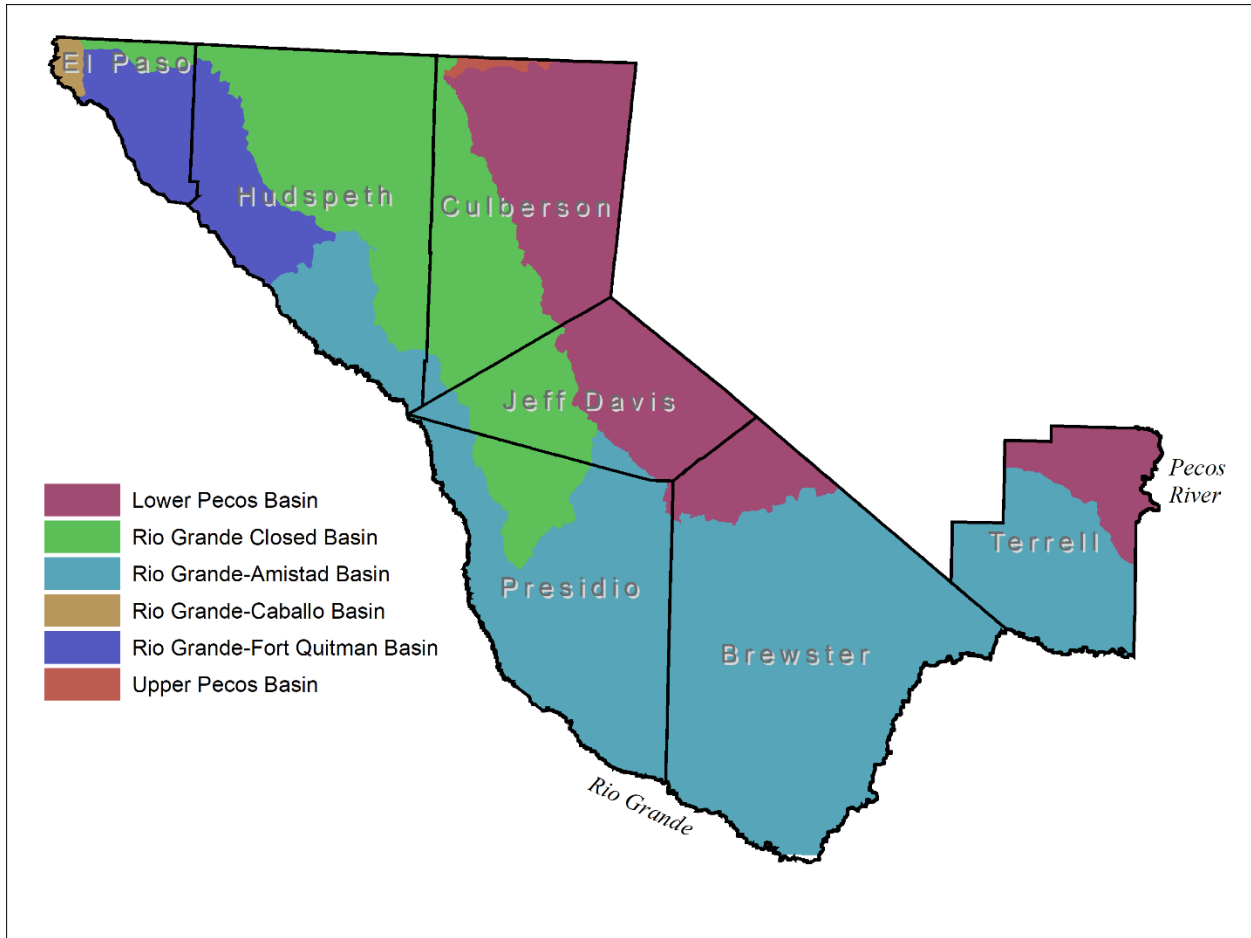 El Paso
Hudspeth
Culberson
Jeff Davis
Pecos
River
Lower Pecos Basin
Rio Grande Closed Basin
Terrell
Rio Grande-Amistad Basin
Presidio
Rio Grande-Caballo Basin
Rio Grande-Fort Quitman Basin
Brewster
Upper Pecos Basin
Rio Grande